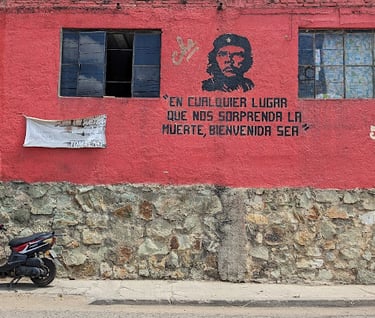 "EN CUALQUIER LUGAR
QUE NOS SORPRENDA LA
MUERTE, BIENVENIDA SEA"